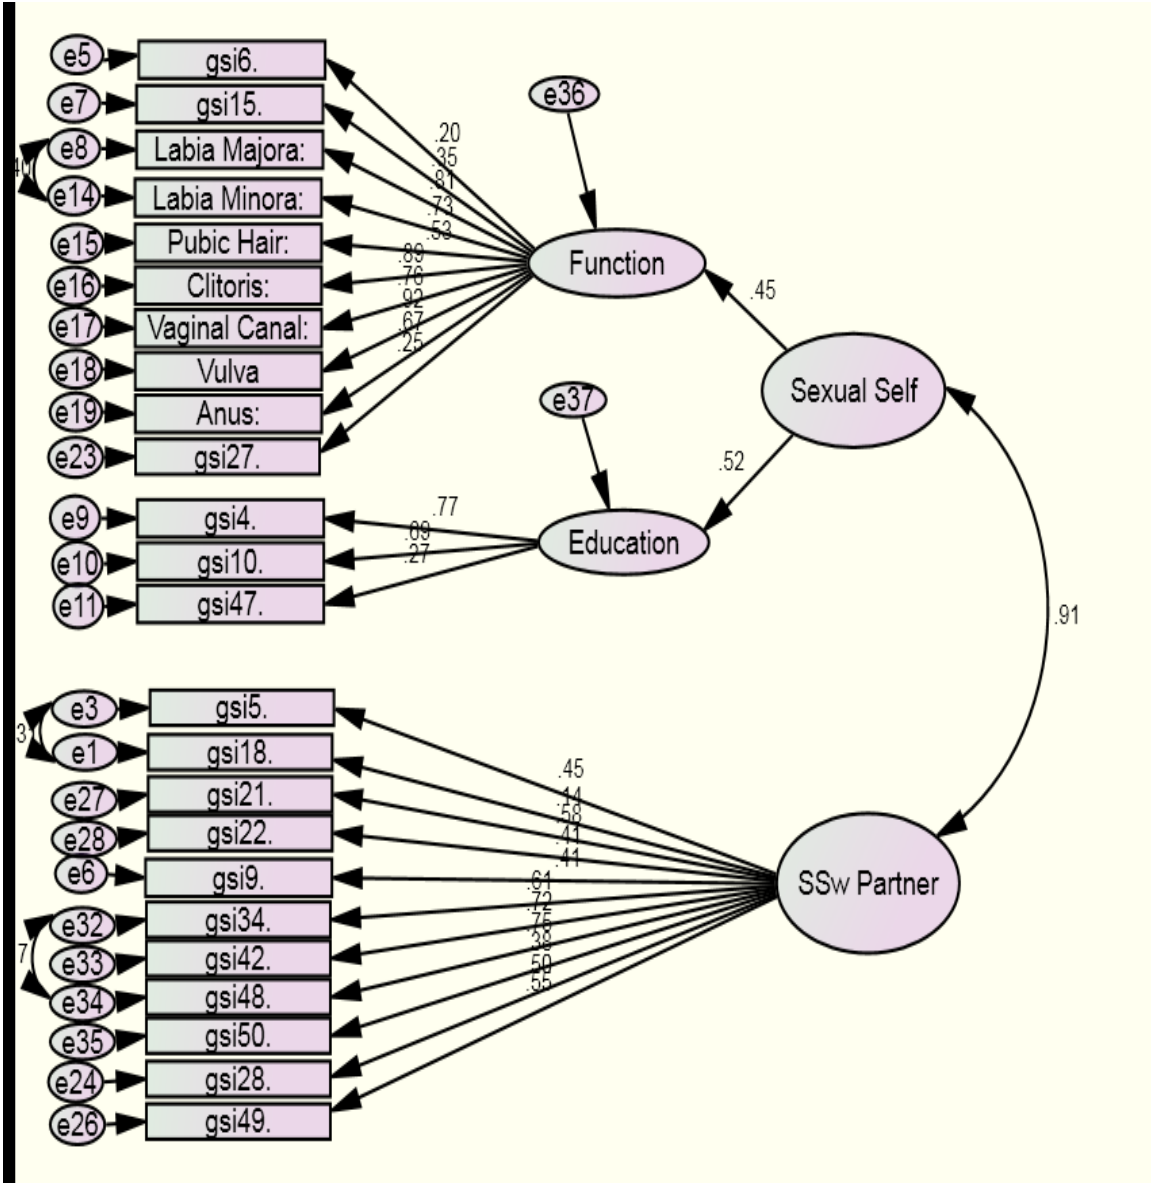 e5
gsi6.
e7
gsi15.
e8
Labia Majora:
e14
Labia Minora:
e15
Pubic Hair:
e16
Clitoris:
e17
Vaginal Canal:
e18
Vulva
e19
Anus:
e23
gsi27.
.20
.35
.81
.73
.53
.89
.76
.92
.67
.25
e36
Function
.45
Sexual Self
e37
.52
Education
e9
gsi4.
e10
gsi10.
e11
gsi47.
.77
.27
.91
e3
gsi5.
e1
gsi18.
e27
gsi21.
e28
gsi22.
e6
gsi9.
e32
gsi34.
e33
gsi42.
e34
gsi48.
e35
gsi50.
e24
gsi28.
e26
gsi49.
3
7
.45
.14
.58
.41
.41
.61
.72
.75
.38
.50
.55
SSw Partner